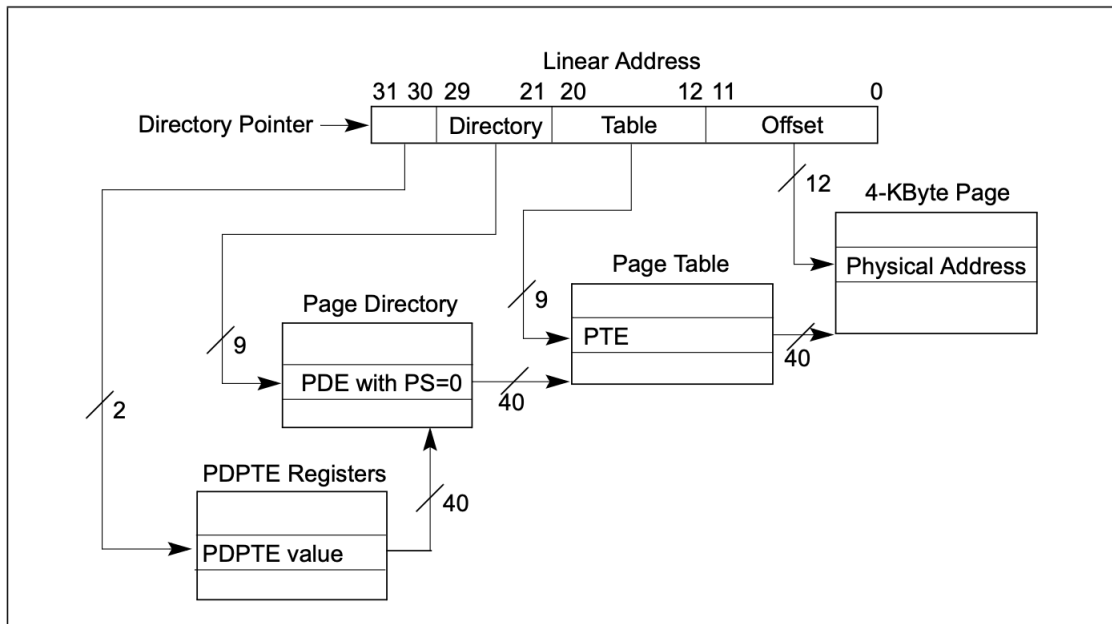 Linear Address
31 30 29 21 20 12 11 0
Directory Pointer Directory Table Offset
12
4-KByte Page
Physical Address
Page Table
9
PTE
40
Page Directory
9
PDE with PS=0
40
2
PDPTE Registers
40
PDPTE value